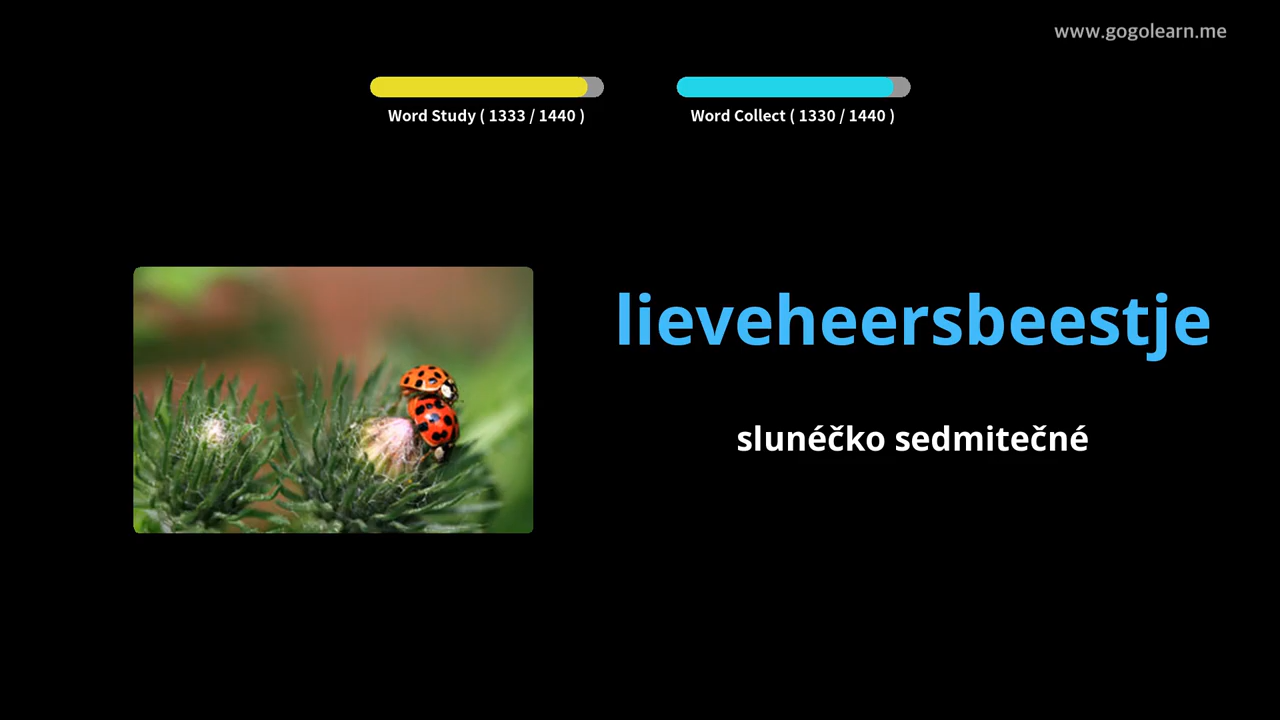 www.gogolearn.me
Word Study ( 1333 / 1440 )
Word Collect ( 1330 / 1440 )
lieveheersbeestje
slunéčko sedmitečné